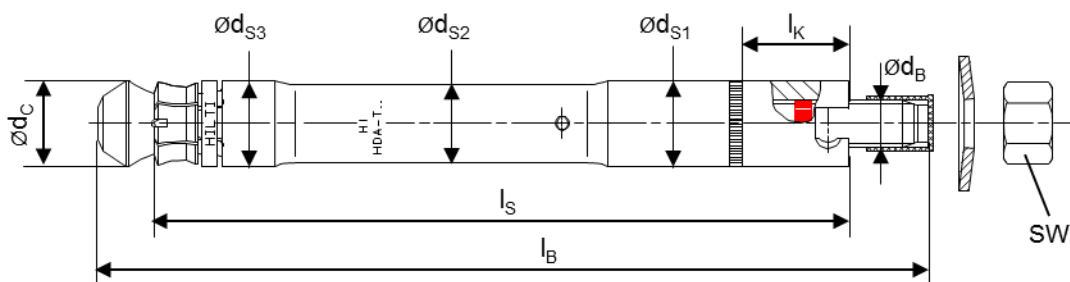 Ød_S3
Ød_S2
Ød_S1
l_K
Ød_B
Ød_C
HILTI
HI
HDA-T..
l_S
l_B
SW